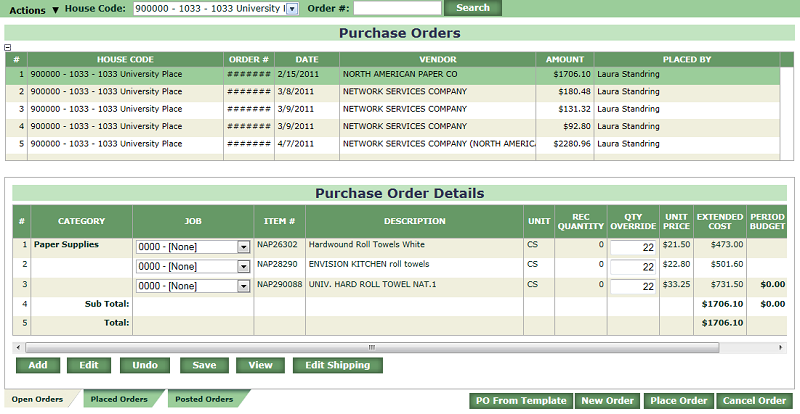 Actions ▼ House Code: 900000 - 1033 - 1033 University Order #: Search
Purchase Orders
# HOUSE CODE ORDER # DATE VENDOR AMOUNT PLACED BY
1 900000 - 1033 - 1033 University Place ####### 2/15/2011 NORTH AMERICAN PAPER CO $1706.10 Laura Standring
2 900000 - 1033 - 1033 University Place ####### 3/8/2011 NETWORK SERVICES COMPANY $180.48 Laura Standring
3 900000 - 1033 - 1033 University Place ####### 3/9/2011 NETWORK SERVICES COMPANY $131.32 Laura Standring
4 900000 - 1033 - 1033 University Place ####### 3/9/2011 NETWORK SERVICES COMPANY $92.80 Laura Standring
5 900000 - 1033 - 1033 University Place ####### 4/7/2011 NETWORK SERVICES COMPANY (NORTH AMERICA $2280.96 Laura Standring
Purchase Order Details
# CATEGORY JOB ITEM # DESCRIPTION UNIT REC QUANTITY QTY OVERRIDE UNIT PRICE EXTENDED COST PERIOD BUDGET
1 Paper Supplies 0000 - [None] NAP26302 Hardwound Roll Towels White CS 0 22 $21.50 $473.00
2 0000 - [None] NAP28290 ENVISION KITCHEN roll towels CS 0 22 $22.80 $501.60
3 0000 - [None] NAP290088 UNIV. HARD ROLL TOWEL NAT.1 CS 0 22 $33.25 $731.50 $0.00
4 Sub Total: $1706.10 $0.00
5 Total: $1706.10
Add Edit Undo Save View Edit Shipping
Open Orders Placed Orders Posted Orders PO From Template New Order Place Order Cancel Order